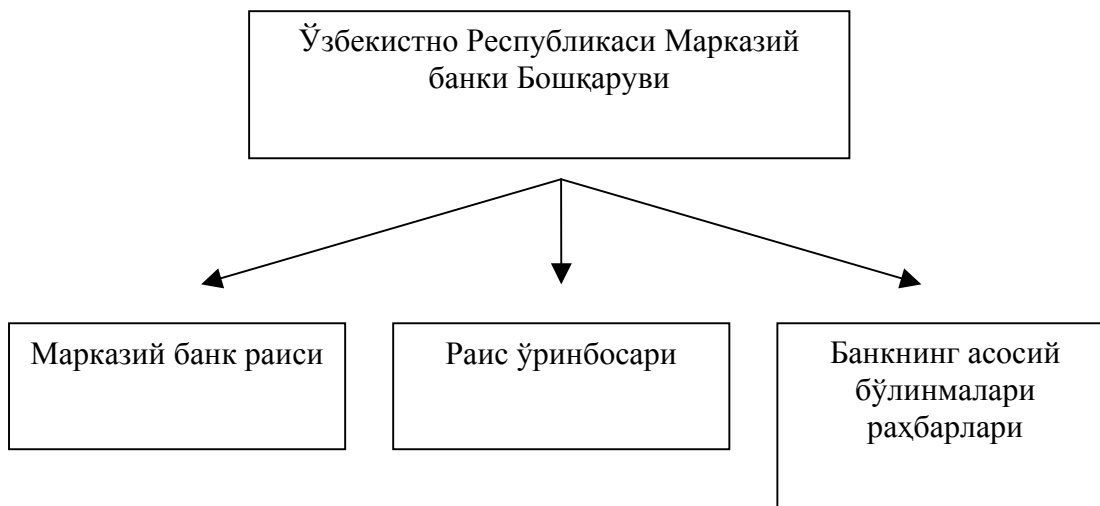 Ўзбекистно Республикаси Марказий
банки Бошқаруви
Марказий банк раиси
Раис ўринбосари
Банкнинг асосий
бўлинмалари
раҳбарлари